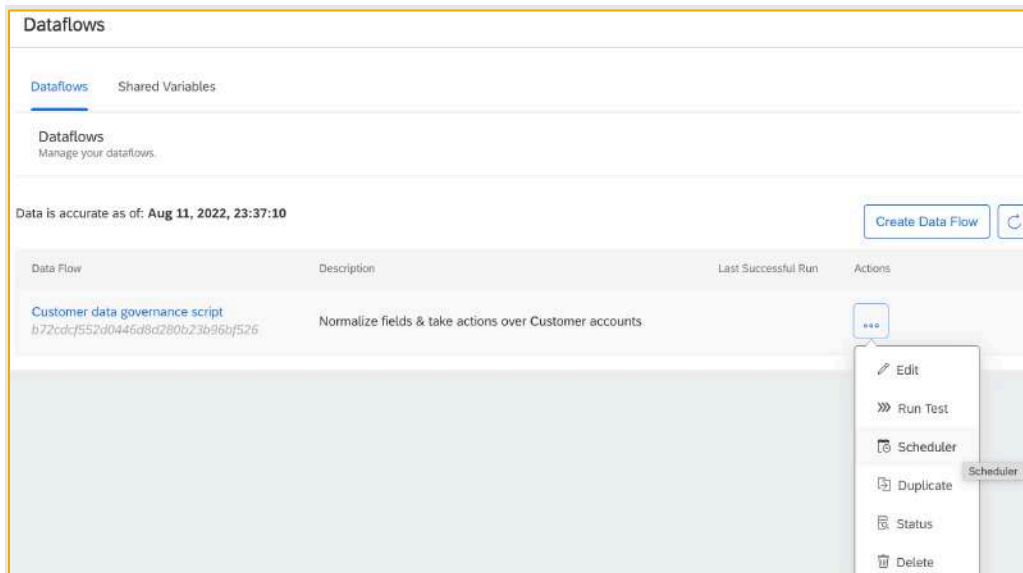 Dataflows
Dataflows Shared Variables
Dataflows
Manage your dataflows.
Data is accurate as of: Aug 11, 2022, 23:37:10
Create Data Flow
Data Flow Description Last Successful Run Actions
Customer data governance script
b72cdcf552d0446d8d280b23b96bf526
Normalize fields & take actions over Customer accounts
Edit
Run Test
Scheduler
Scheduler
Duplicate
Status
Delete